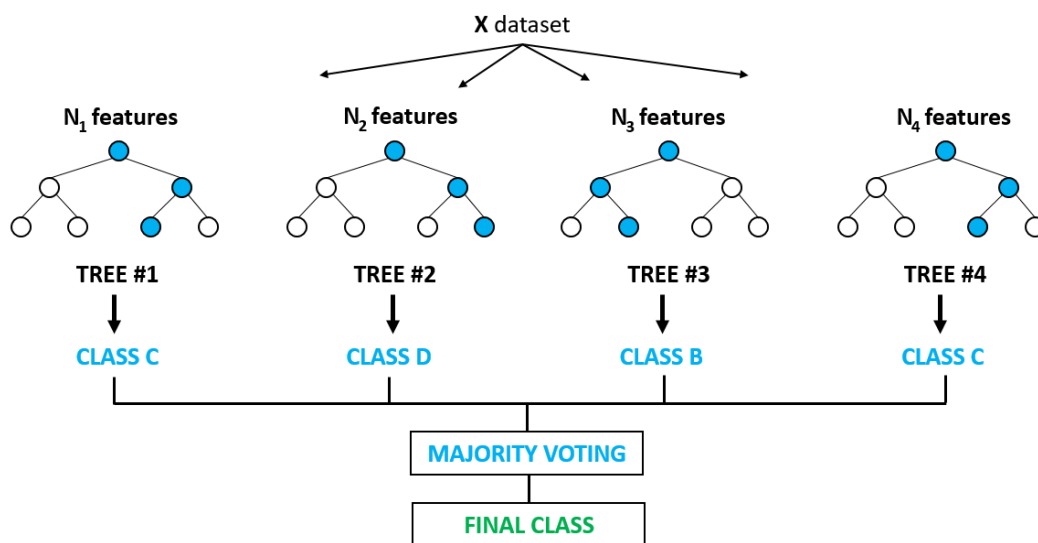 X dataset
N₁ features
N₂ features
N₃ features
N₄ features
TREE #1
TREE #2
TREE #3
TREE #4
CLASS C
CLASS D
CLASS B
CLASS C
MAJORITY VOTING
FINAL CLASS